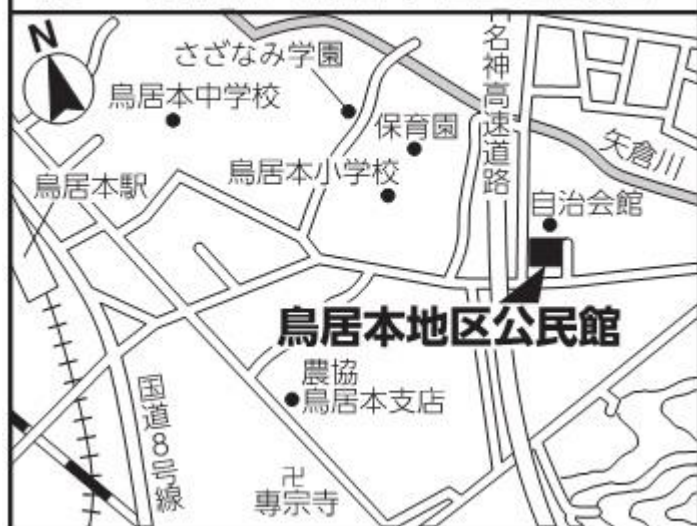 N
さざなみ学園
鳥居本中学校
保育園
名神高速道路
矢倉川
鳥居本駅
鳥居本小学校
自治会館
鳥居本地区公民館
農協
鳥居本支店
国道8号線
卍
専宗寺